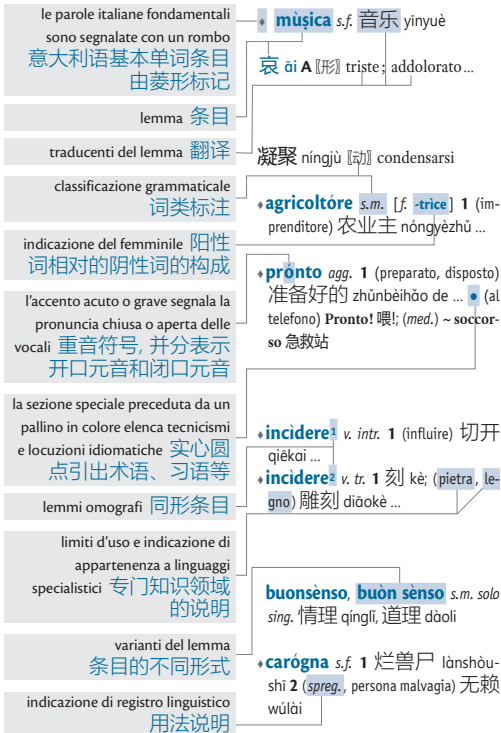 le parole italiane fondamentali
sono segnalate con un rombo
意大利语基本单词条目
由菱形标记
lemma 条目
traducenti del lemma 翻译
classificazione grammaticale
词类标注
indicazione del femminile 阳性
词相对的阴性词的构成
l'accento acuto o grave segnala la
pronuncia chiusa o aperta delle
vocali 重音符号, 并分表示
开口元音和闭口元音
la sezione speciale preceduta da un
pallino in colore elenca tecnicismi
e locuzioni idiomatiche 实心圆
点引出术语、习语等
lemmi omografi 同形条目
limiti d'uso e indicazione di
appartenenza a linguaggi
specialistici 专门知识领域
的说明
varianti del lemma
条目的不同形式
indicazione di registro linguistico
用法说明
♦ mùṣica s.f. 音乐 yīnyuè
哀 āi A 〖形〗 triste; addolorato ...
凝聚 níngjù 〖动〗 condensarsi
♦agricoltóre s.m. [f. -trìce] 1 (im-
prenditore) 农业主 nóngyèzhǔ ...
♦prónto agg. 1 (preparato, disposto)
准备好的 zhǔnbèihǎo de ... • (al
telefono) Pronto! 喂!; (med.) ~ soccor-
so 急救站
♦incìdere1 v. intr. 1 (influire) 切开
qiēkai ...
♦incìdere2 v. tr. 1 刻 kè; (pietra, le-
gno) 雕刻 diāokè ...
buonsènso, buòn sènso s.m. solo
sing. 情理 qínglǐ, 道理 dàoli
♦carógna s.f. 1 烂兽尸 lànshòu-
shī 2 (spreg., persona malvagia) 无赖
wúlài